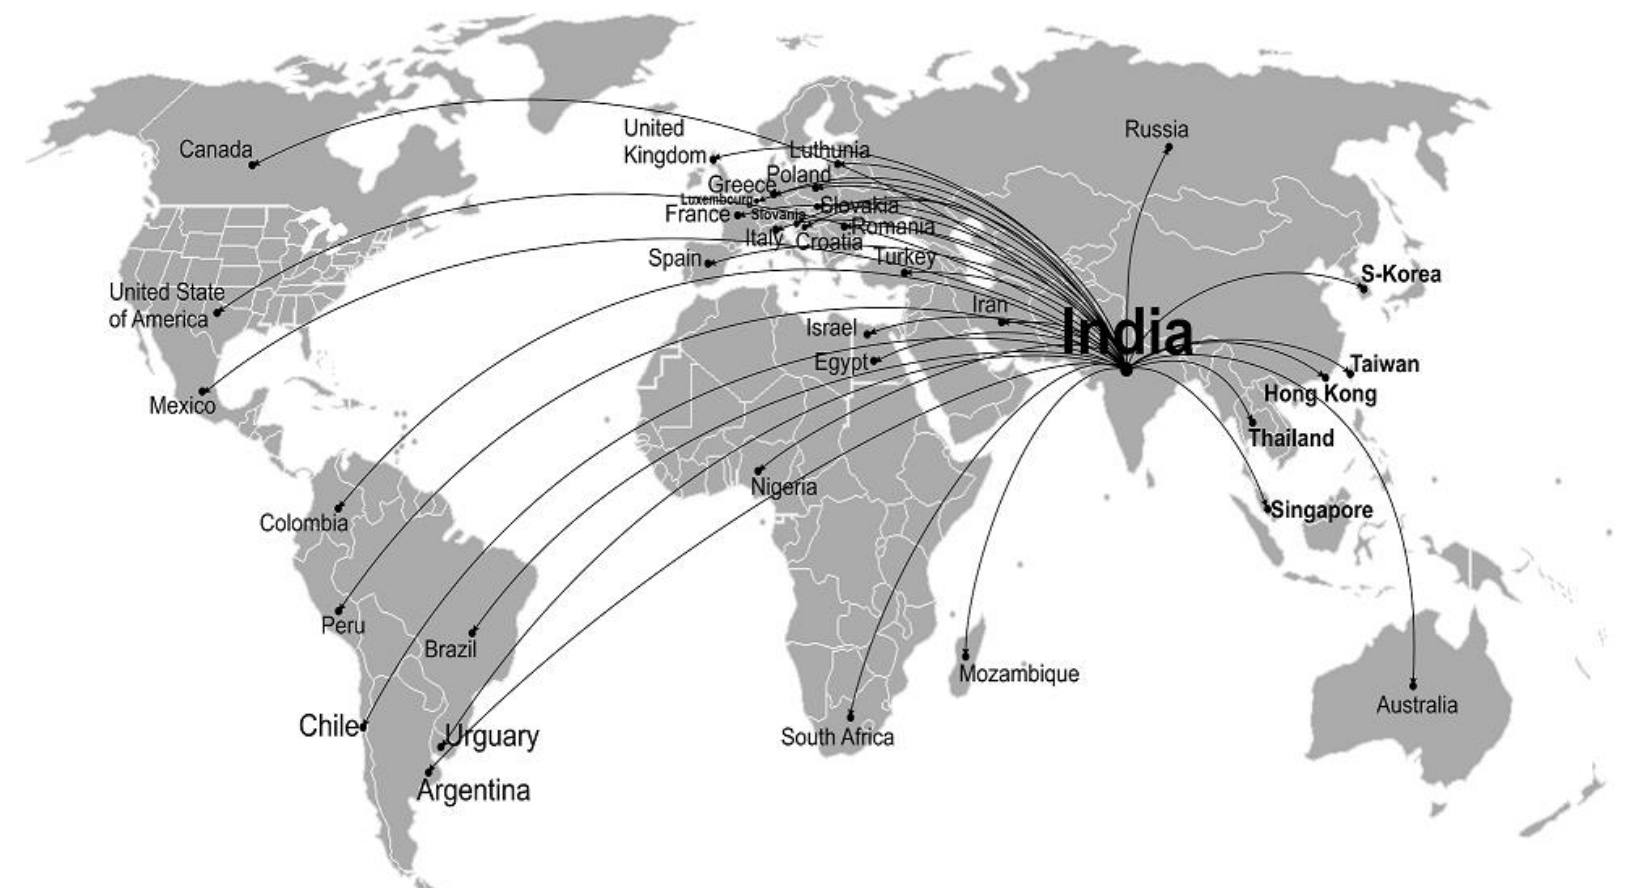 Canada
United
Kingdom
Luthunia
Russia
Poland
Greece
Luxembourg
Slovakia
France
Slovania
Romania
Italy
Croatia
Spain
Turkey
S-Korea
United State
of America
Iran
Israel
India
Egypt
Taiwan
Hong Kong
Mexico
Thailand
Nigeria
Colombia
Singapore
Peru
Brazil
Mozambique
Australia
Chile
Urguary
South Africa
Argentina